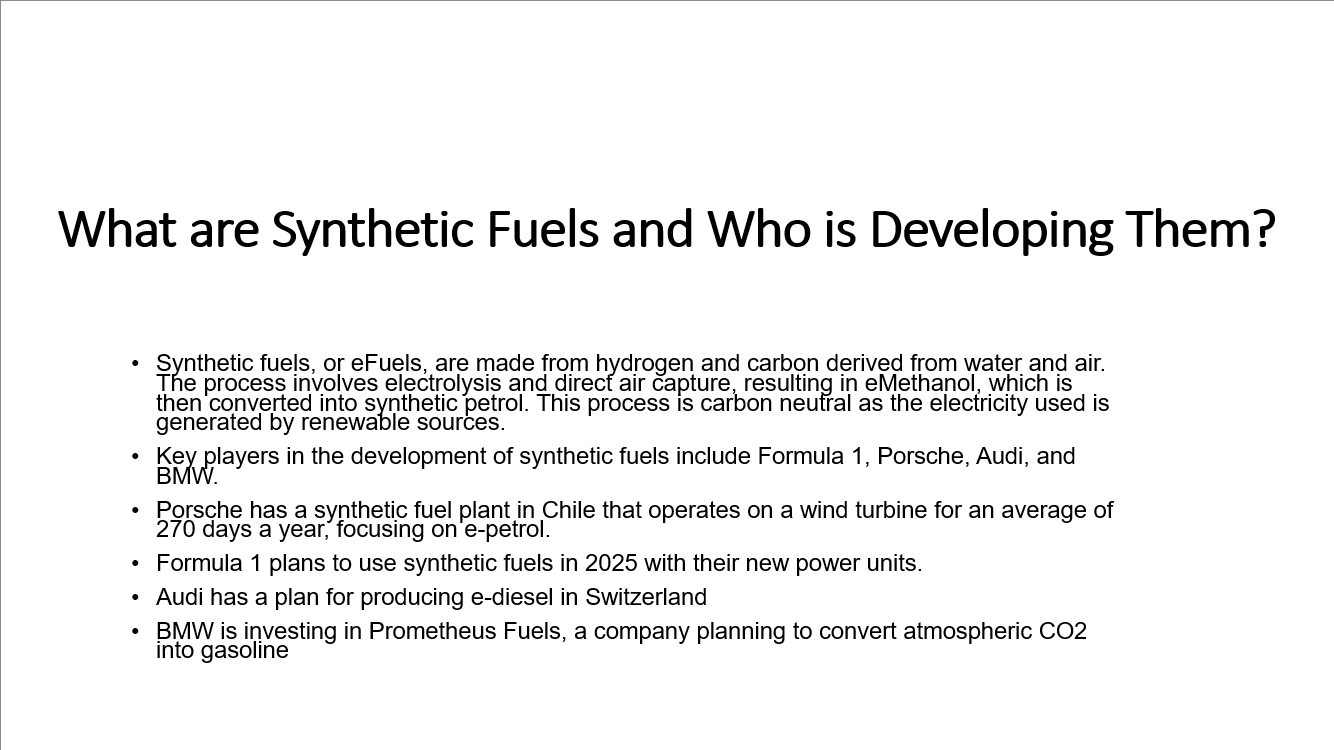 What are Synthetic Fuels and Who is Developing Them?
• Synthetic fuels, or eFuels, are made from hydrogen and carbon derived from water and air.
The process involves electrolysis and direct air capture, resulting in eMethanol, which is
then converted into synthetic petrol. This process is carbon neutral as the electricity used is
generated by renewable sources.
• Key players in the development of synthetic fuels include Formula 1, Porsche, Audi, and
BMW.
• Porsche has a synthetic fuel plant in Chile that operates on a wind turbine for an average of
270 days a year, focusing on e-petrol.
• Formula 1 plans to use synthetic fuels in 2025 with their new power units.
• Audi has a plan for producing e-diesel in Switzerland
• BMW is investing in Prometheus Fuels, a company planning to convert atmospheric CO2
into gasoline